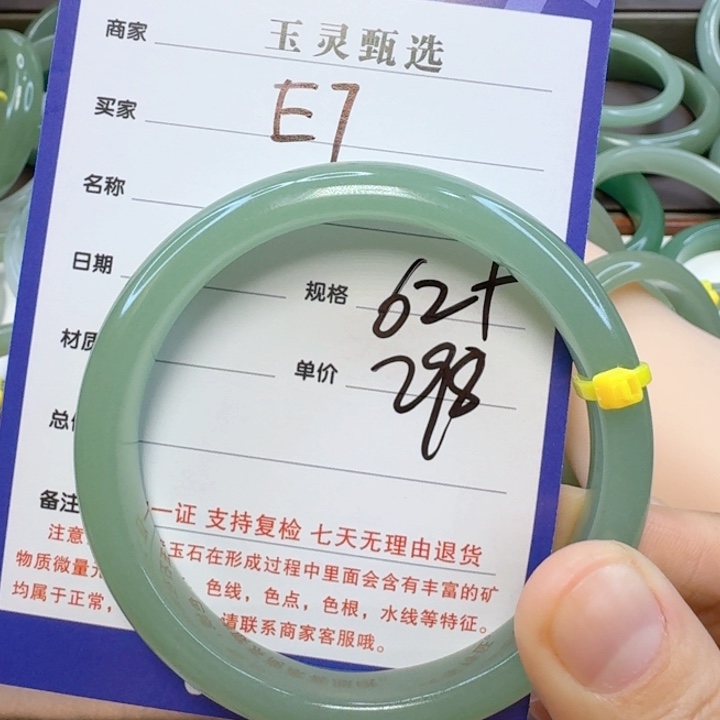 商家 玉灵甄选
买家 E7
名称
日期
规格 62+
材质
单价 298
总价
备注 一证 支持复检 七天无理由退货
注意 玉石在形成过程中里面会含有丰富的矿
物质微量元 色线，色点，色根，水线等特征。
均属于正常， 请联系商家客服哦。